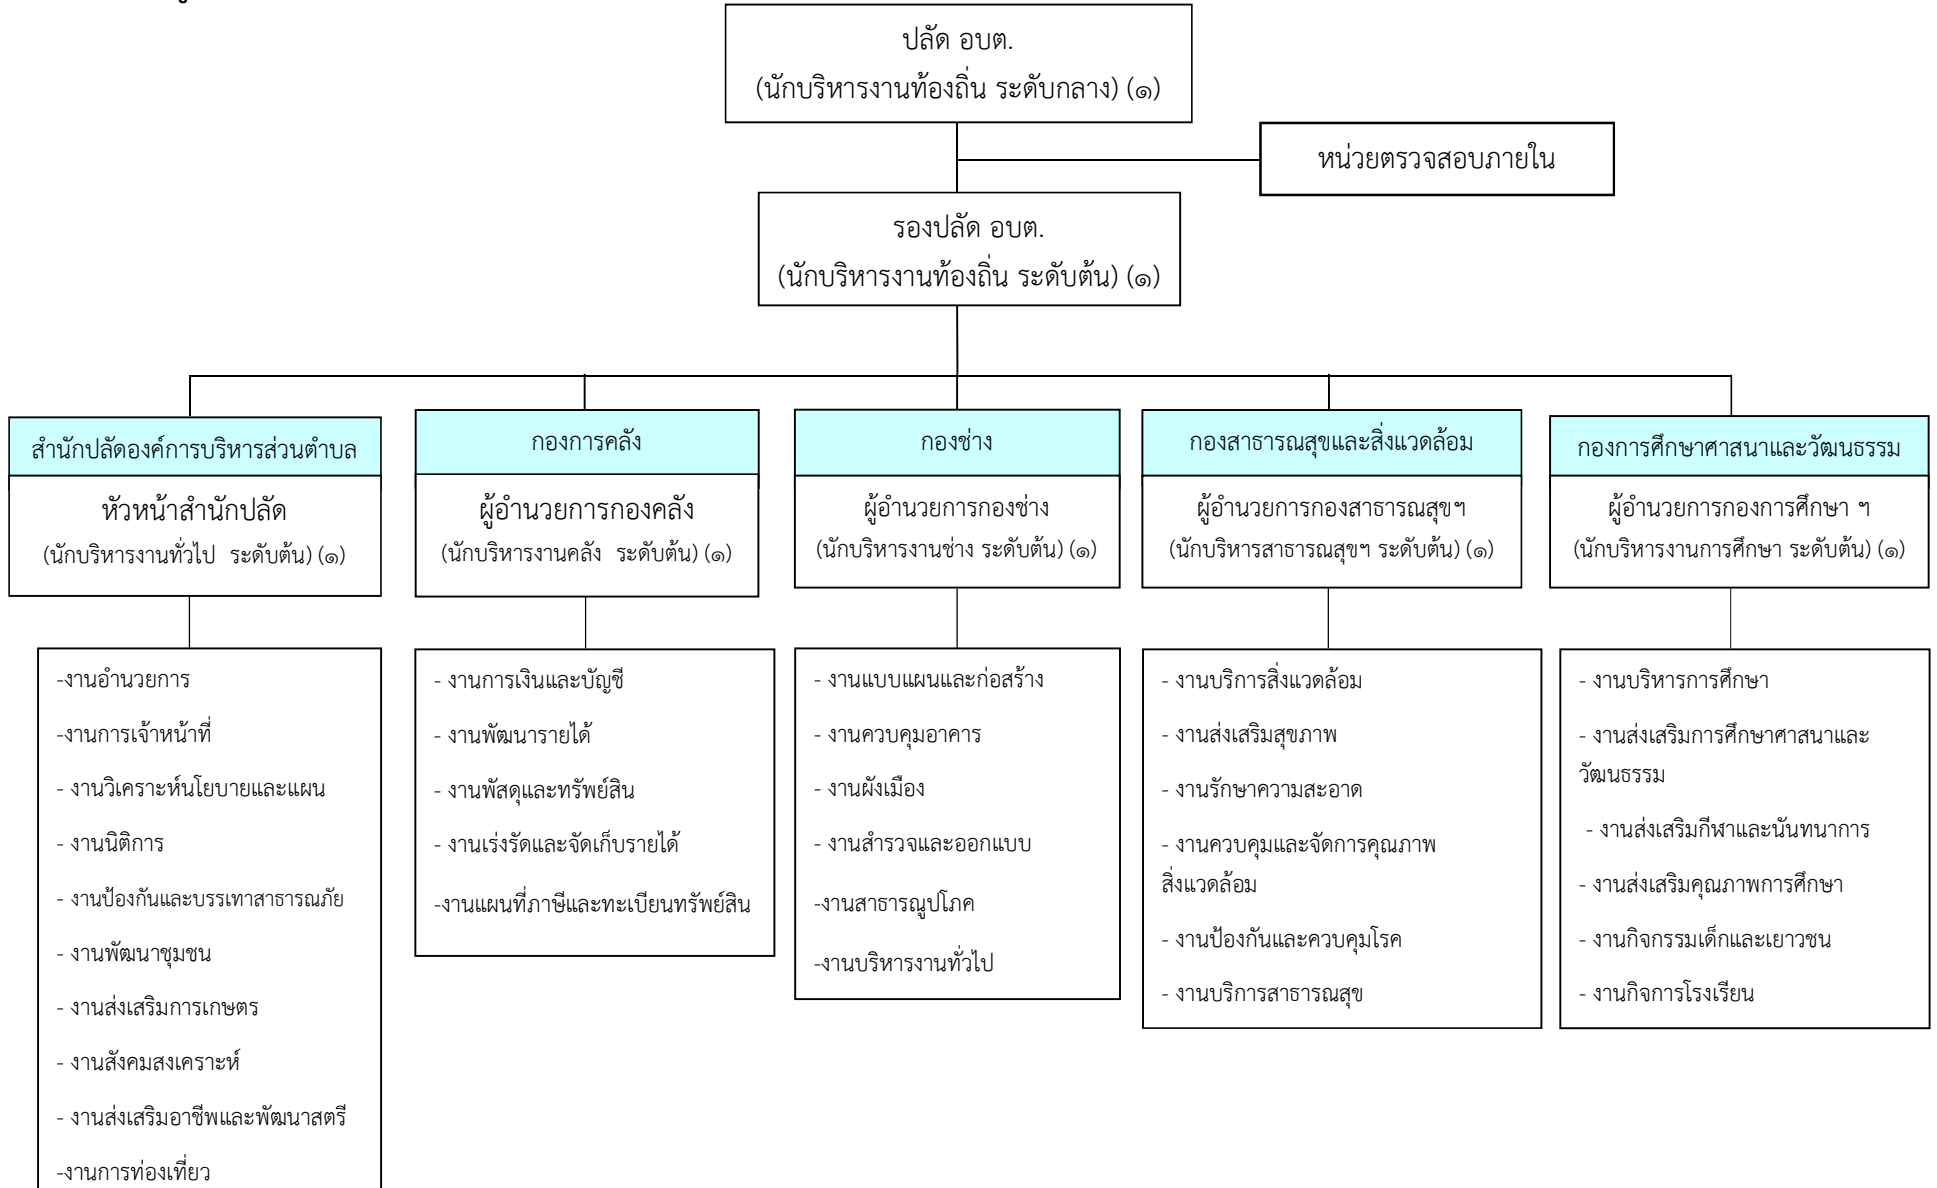 ปลัด อบต.
(นักบริหารงานท้องถิ่น ระดับกลาง) (๑)
หน่วยตรวจสอบภายใน
รองปลัด อบต.
(นักบริหารงานท้องถิ่น ระดับต้น) (๑)
สำนักปลัดองค์การบริหารส่วนตำบล
หัวหน้าสำนักปลัด
(นักบริหารงานทั่วไป ระดับต้น) (๑)
-งานอำนวยการ
-งานการเจ้าหน้าที่
- งานวิเคราะห์นโยบายและแผน
- งานนิติการ
- งานป้องกันและบรรเทาสาธารณภัย
- งานพัฒนาชุมชน
- งานส่งเสริมการเกษตร
- งานสังคมสงเคราะห์
- งานส่งเสริมอาชีพและพัฒนาสตรี
-งานการท่องเที่ยว
กองการคลัง
ผู้อำนวยการกองคลัง
(นักบริหารงานคลัง ระดับต้น) (๑)
- งานการเงินและบัญชี
- งานพัฒนารายได้
- งานพัสดุและทรัพย์สิน
- งานเร่งรัดและจัดเก็บรายได้
-งานแผนที่ภาษีและทะเบียนทรัพย์สิน
กองช่าง
ผู้อำนวยการกองช่าง
(นักบริหารงานช่าง ระดับต้น) (๑)
- งานแบบแผนและก่อสร้าง
- งานควบคุมอาคาร
- งานผังเมือง
- งานสำรวจและออกแบบ
-งานสาธารณูปโภค
-งานบริหารงานทั่วไป
กองสาธารณสุขและสิ่งแวดล้อม
ผู้อำนวยการกองสาธารณสุขฯ
(นักบริหารสาธารณสุขฯ ระดับต้น) (๑)
- งานบริการสิ่งแวดล้อม
- งานส่งเสริมสุขภาพ
- งานรักษาความสะอาด
- งานควบคุมและจัดการคุณภาพ
สิ่งแวดล้อม
- งานป้องกันและควบคุมโรค
- งานบริการสาธารณสุข
กองการศึกษาศาสนาและวัฒนธรรม
ผู้อำนวยการกองการศึกษา ฯ
(นักบริหารงานการศึกษา ระดับต้น) (๑)
- งานบริหารการศึกษา
- งานส่งเสริมการศึกษาศาสนาและ
วัฒนธรรม
- งานส่งเสริมกีฬาและนันทนาการ
- งานส่งเสริมคุณภาพการศึกษา
- งานกิจกรรมเด็กและเยาวชน
- งานกิจการโรงเรียน